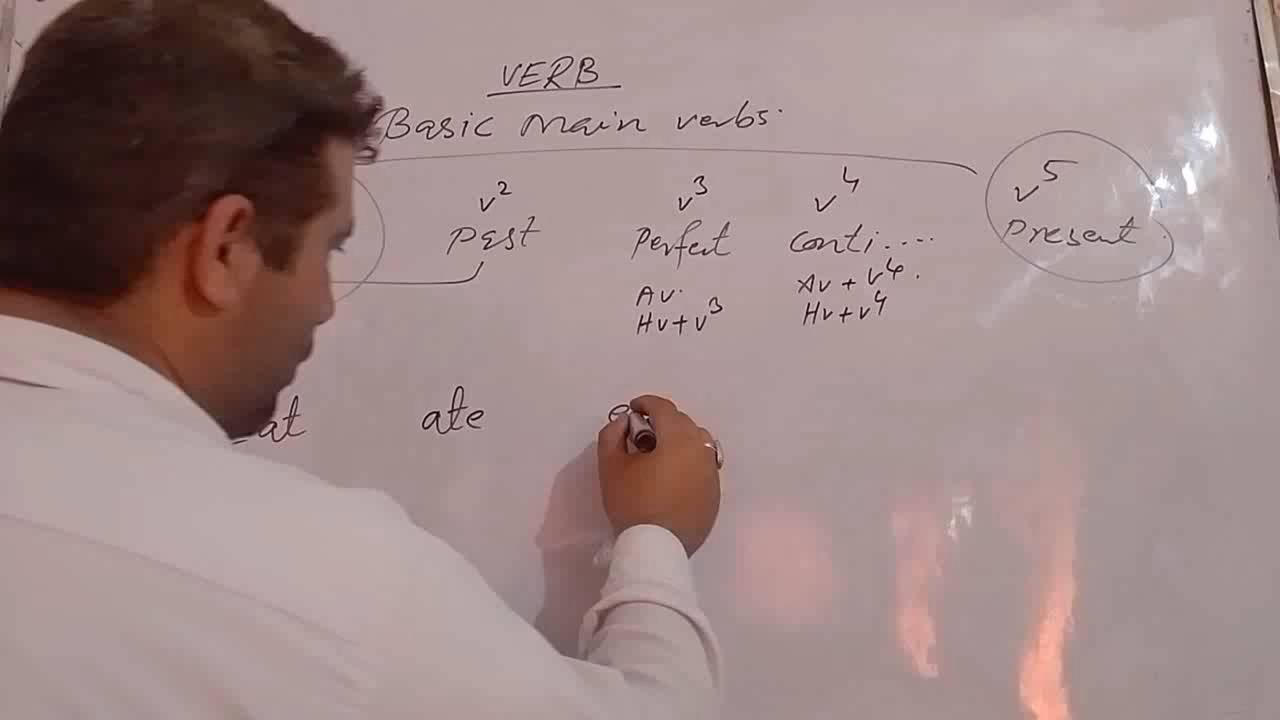 VERB
Basic main verbs.
v² v³ v⁴ v⁵
past Perfect Conti.... Present
Av. Av + v⁴.
Hv+v³ Hv+v⁴
ate